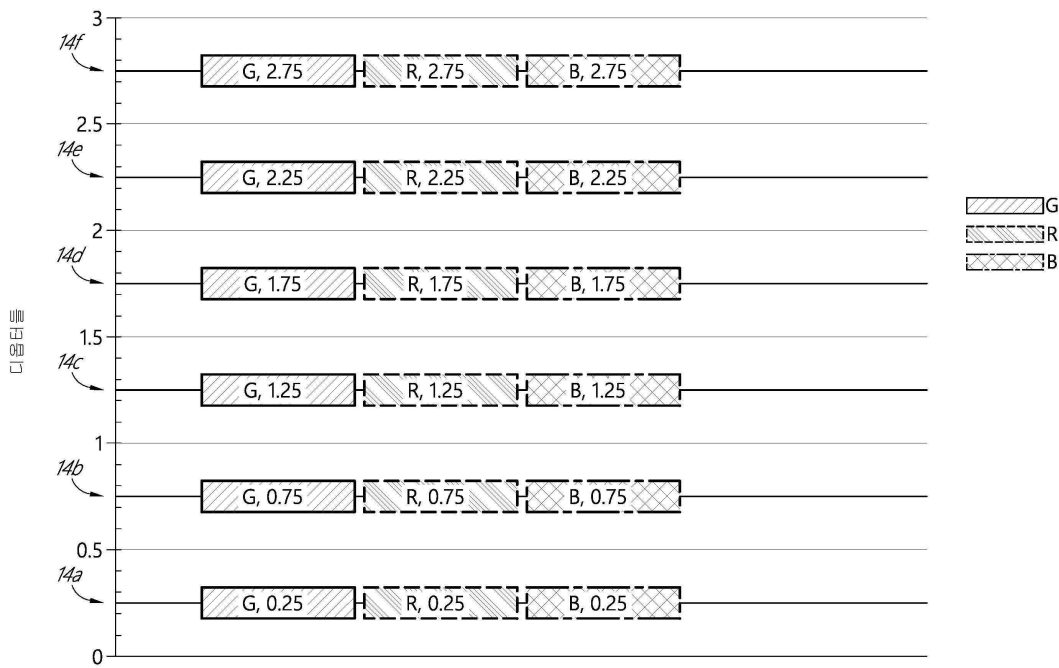 3
14f
G, 2.75 R, 2.75 B, 2.75
2.5
14e
G, 2.25 R, 2.25 B, 2.25
G
R
B
2
14d
G, 1.75 R, 1.75 B, 1.75
디옵터들
1.5
14c
G, 1.25 R, 1.25 B, 1.25
1
14b
G, 0.75 R, 0.75 B, 0.75
0.5
14a
G, 0.25 R, 0.25 B, 0.25
0